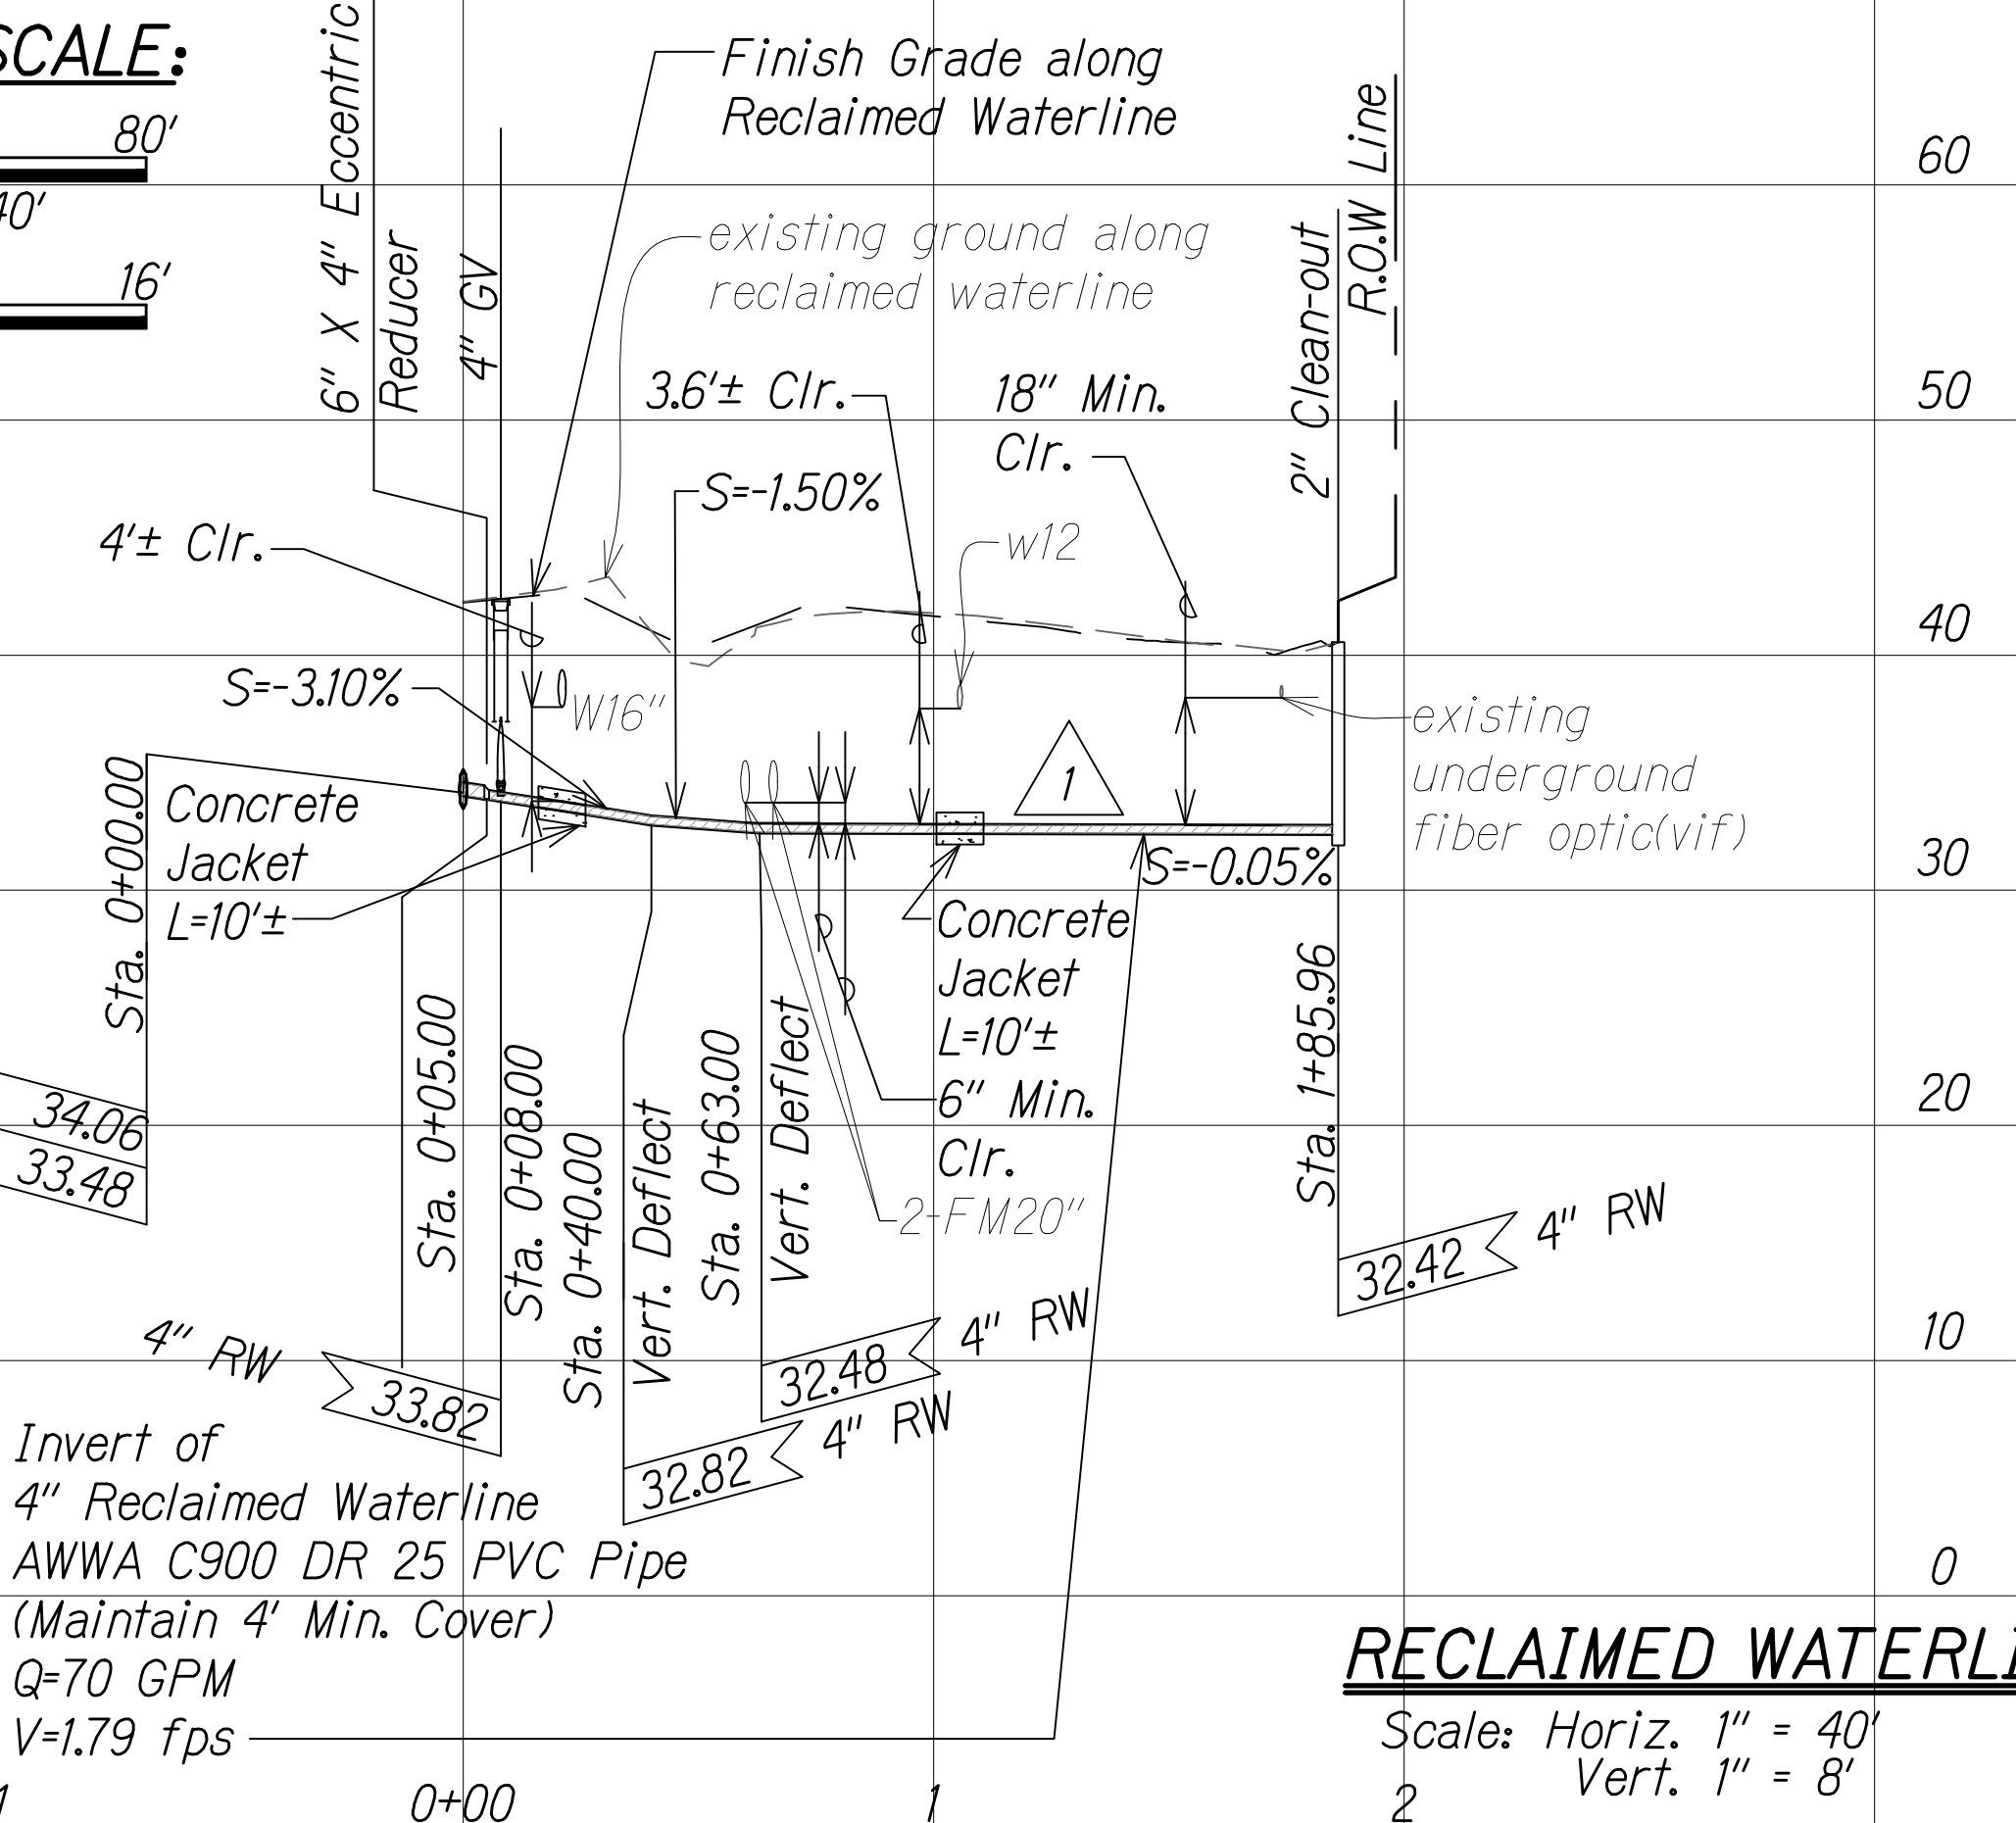 SCALE:
80'
40'
16'
6" X 4" Eccentric
Reducer
4" GV
Finish Grade along
Reclaimed Waterline
existing ground along
reclaimed waterline
3.6'± Clr.
18" Min.
Clr.
2" Clean-out
R.O.W Line
60
50
40
30
20
10
0
S=-1.50%
w12
4'± Clr.
S=-3.10%
W16"
1
existing
underground
fiber optic(vif)
Sta. 0+00.00
Concrete
Jacket
L=10'±
S=-0.05%
Concrete
Jacket
L=10'±
6" Min.
Clr.
2-FM20"
34.06
33.48
Sta. 0+05.00
Sta. 0+08.00
Sta. 0+40.00
Vert. Deflect
Sta. 0+63.00
Vert. Deflect
Sta. 1+85.96
32.42
4" RW
4" RW
33.82
32.48
4" RW
32.82
4" RW
Invert of
4" Reclaimed Waterline
AWWA C900 DR 25 PVC Pipe
(Maintain 4' Min. Cover)
Q=70 GPM
V=1.79 fps
RECLAIMED WATERLI
Scale: Horiz. 1" = 40'
Vert. 1" = 8'
1
0+00
1
2